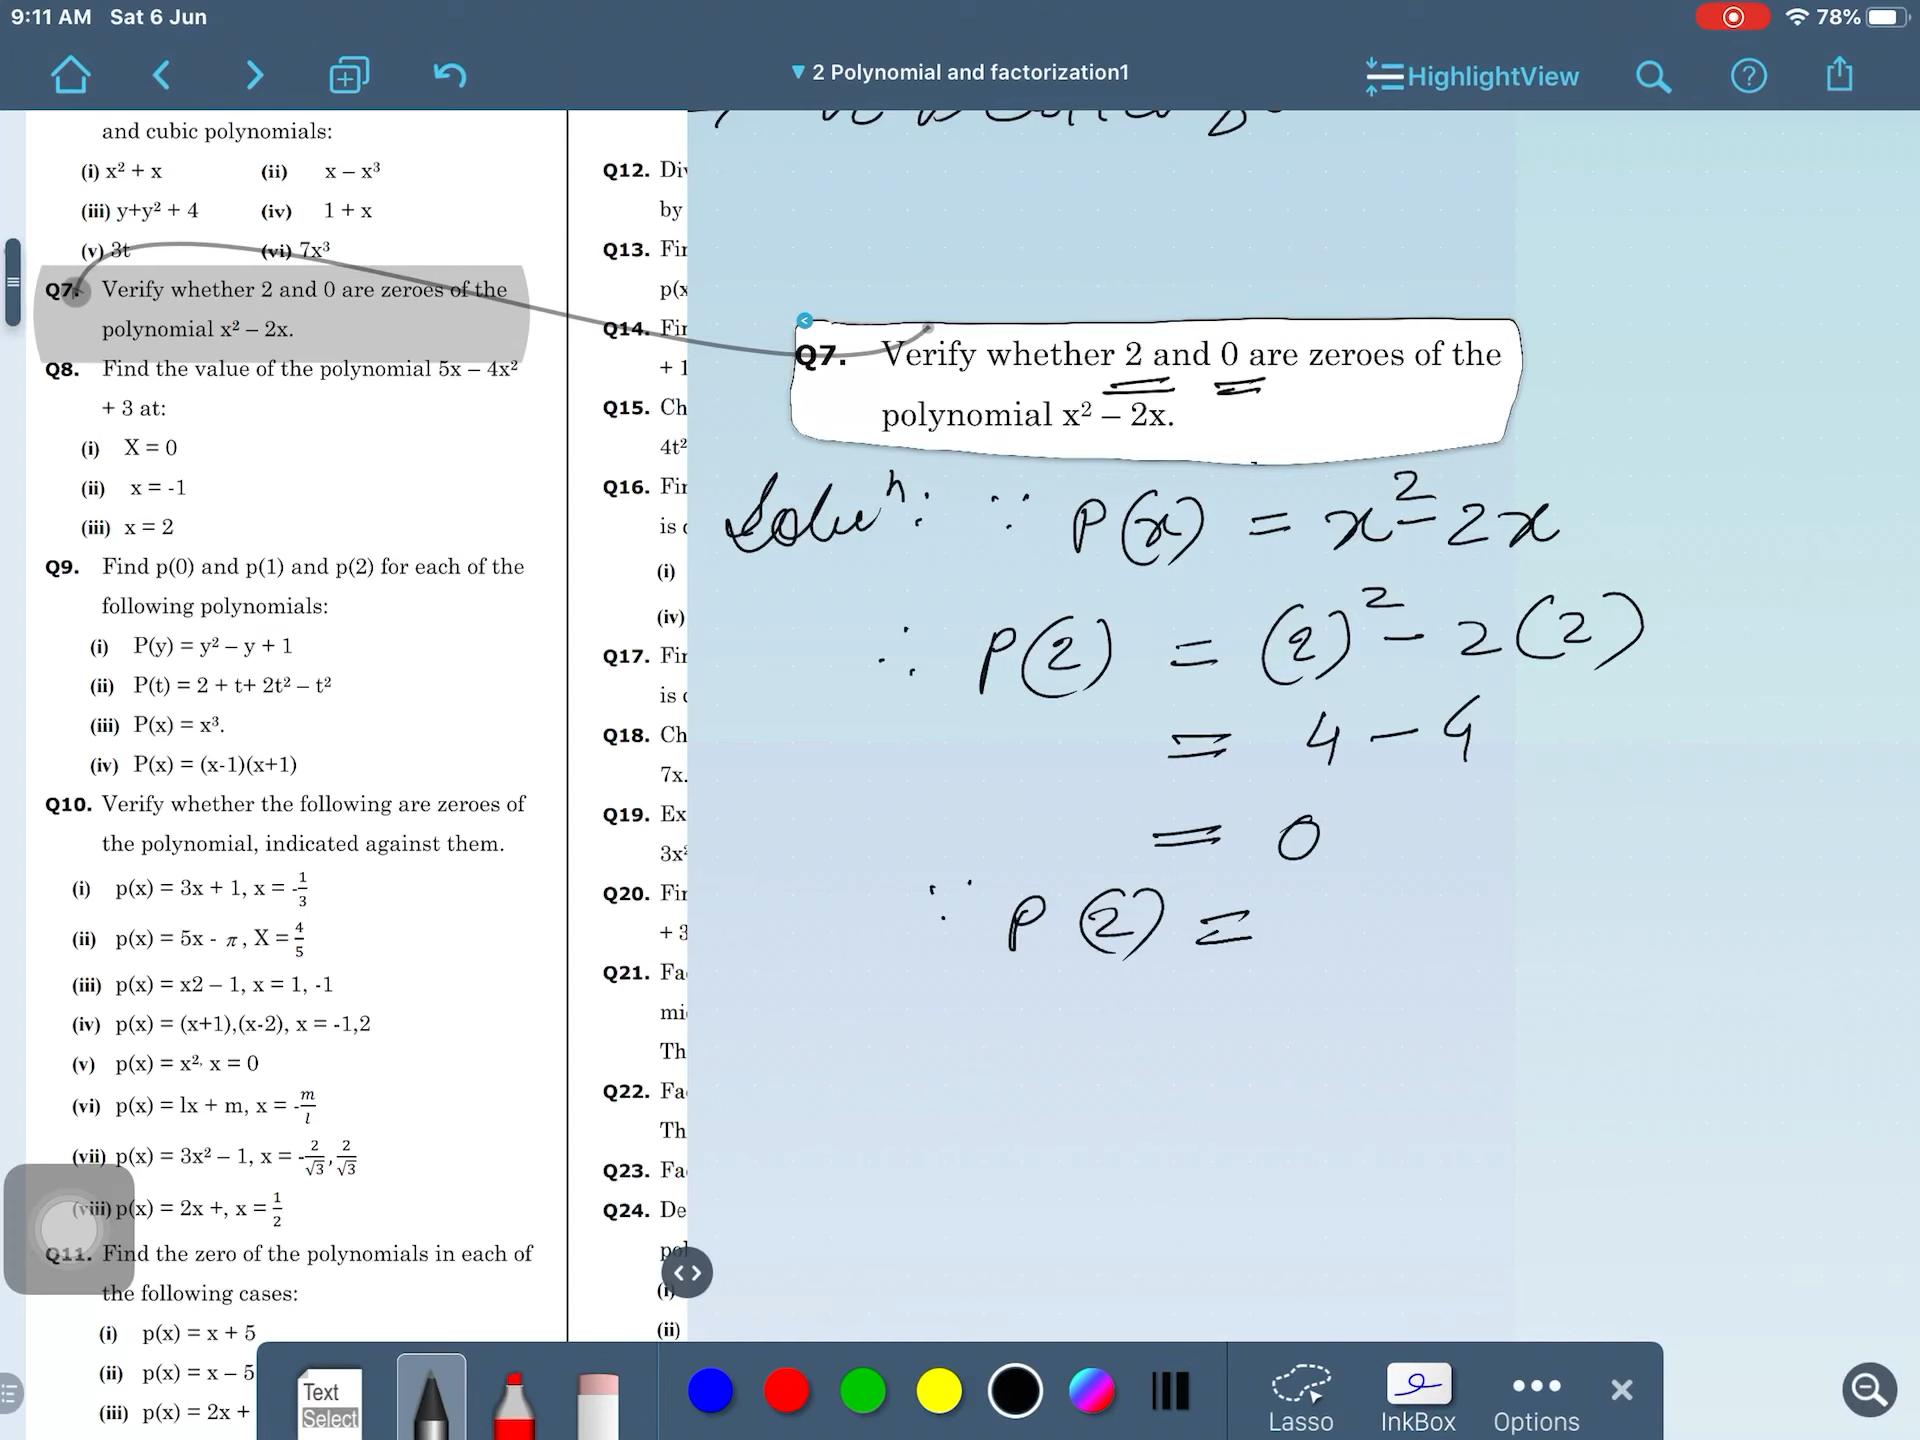 9:11 AM Sat 6 Jun
78%
2 Polynomial and factorization1
HighlightView
and cubic polynomials:
(i) x² + x (ii) x – x³
(iii) y+y² + 4 (iv) 1 + x
(v) 3t (vi) 7x³
Q7. Verify whether 2 and 0 are zeroes of the
polynomial x² – 2x.
Q8. Find the value of the polynomial 5x – 4x²
+ 3 at:
(i) X = 0
(ii) x = -1
(iii) x = 2
Q9. Find p(0) and p(1) and p(2) for each of the
following polynomials:
(i) P(y) = y² – y + 1
(ii) P(t) = 2 + t+ 2t² – t²
(iii) P(x) = x³.
(iv) P(x) = (x-1)(x+1)
Q10. Verify whether the following are zeroes of
the polynomial, indicated against them.
(i) p(x) = 3x + 1, x = -1/3
(ii) p(x) = 5x - π, X = 4/5
(iii) p(x) = x2 – 1, x = 1, -1
(iv) p(x) = (x+1),(x-2), x = -1,2
(v) p(x) = x², x = 0
(vi) p(x) = lx + m, x = -m/l
(vii) p(x) = 3x² – 1, x = -2/√3, 2/√3
(viii) p(x) = 2x +, x = 1/2
Q11. Find the zero of the polynomials in each of
the following cases:
(i) p(x) = x + 5
(ii) p(x) = x – 5
(iii) p(x) = 2x +
Q12.
by
Q13.
Q14.
+ 1
Q15.
4t²
Q16.
(i)
(iv)
Q17.
Q18.
7x.
Q19.
3x²
Q20.
+ 3
Q21.
Q22.
Q23.
Q24.
(i)
(ii)
Q7. Verify whether 2 and 0 are zeroes of the
polynomial x² – 2x.
Soluⁿ: ∵ P(x) = x² - 2x
∴ P(2) = (2)² - 2(2)
= 4 - 4
= 0
∵ P(2) =
Text
Select
Lasso
InkBox
Options